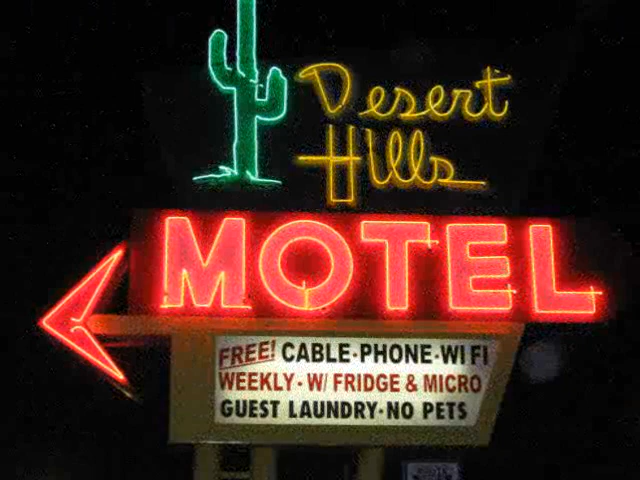 Desert
Hills
MOTEL
FREE! CABLE-PHONE-WI FI
WEEKLY - W/ FRIDGE & MICRO
GUEST LAUNDRY-NO PETS